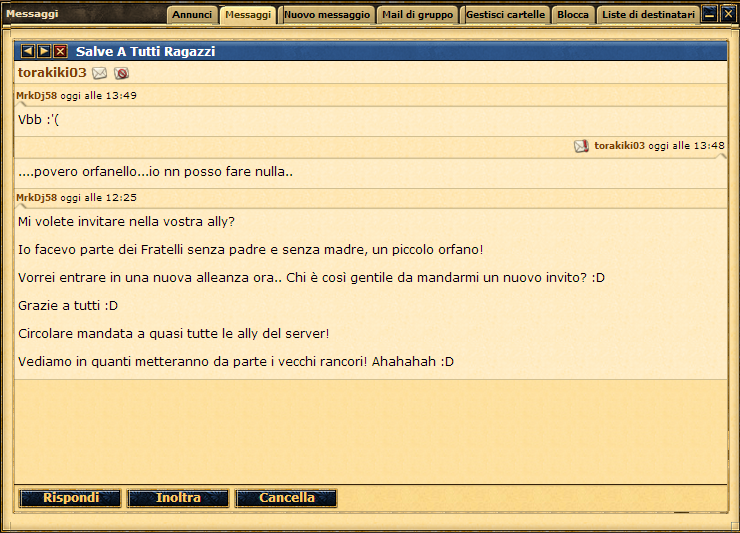 Messaggi
Annunci
Messaggi
Nuovo messaggio
Mail di gruppo
Gestisci cartelle
Blocca
Liste di destinatari
Salve A Tutti Ragazzi
torakiki03
MrkDj58 oggi alle 13:49
Vbb :'(
torakiki03 oggi alle 13:48
....povero orfanello...io nn posso fare nulla..
MrkDj58 oggi alle 12:25
Mi volete invitare nella vostra ally?
Io facevo parte dei Fratelli senza padre e senza madre, un piccolo orfano!
Vorrei entrare in una nuova alleanza ora.. Chi è così gentile da mandarmi un nuovo invito? :D
Grazie a tutti :D
Circolare mandata a quasi tutte le ally del server!
Vediamo in quanti metteranno da parte i vecchi rancori! Ahahahah :D
Rispondi
Inoltra
Cancella